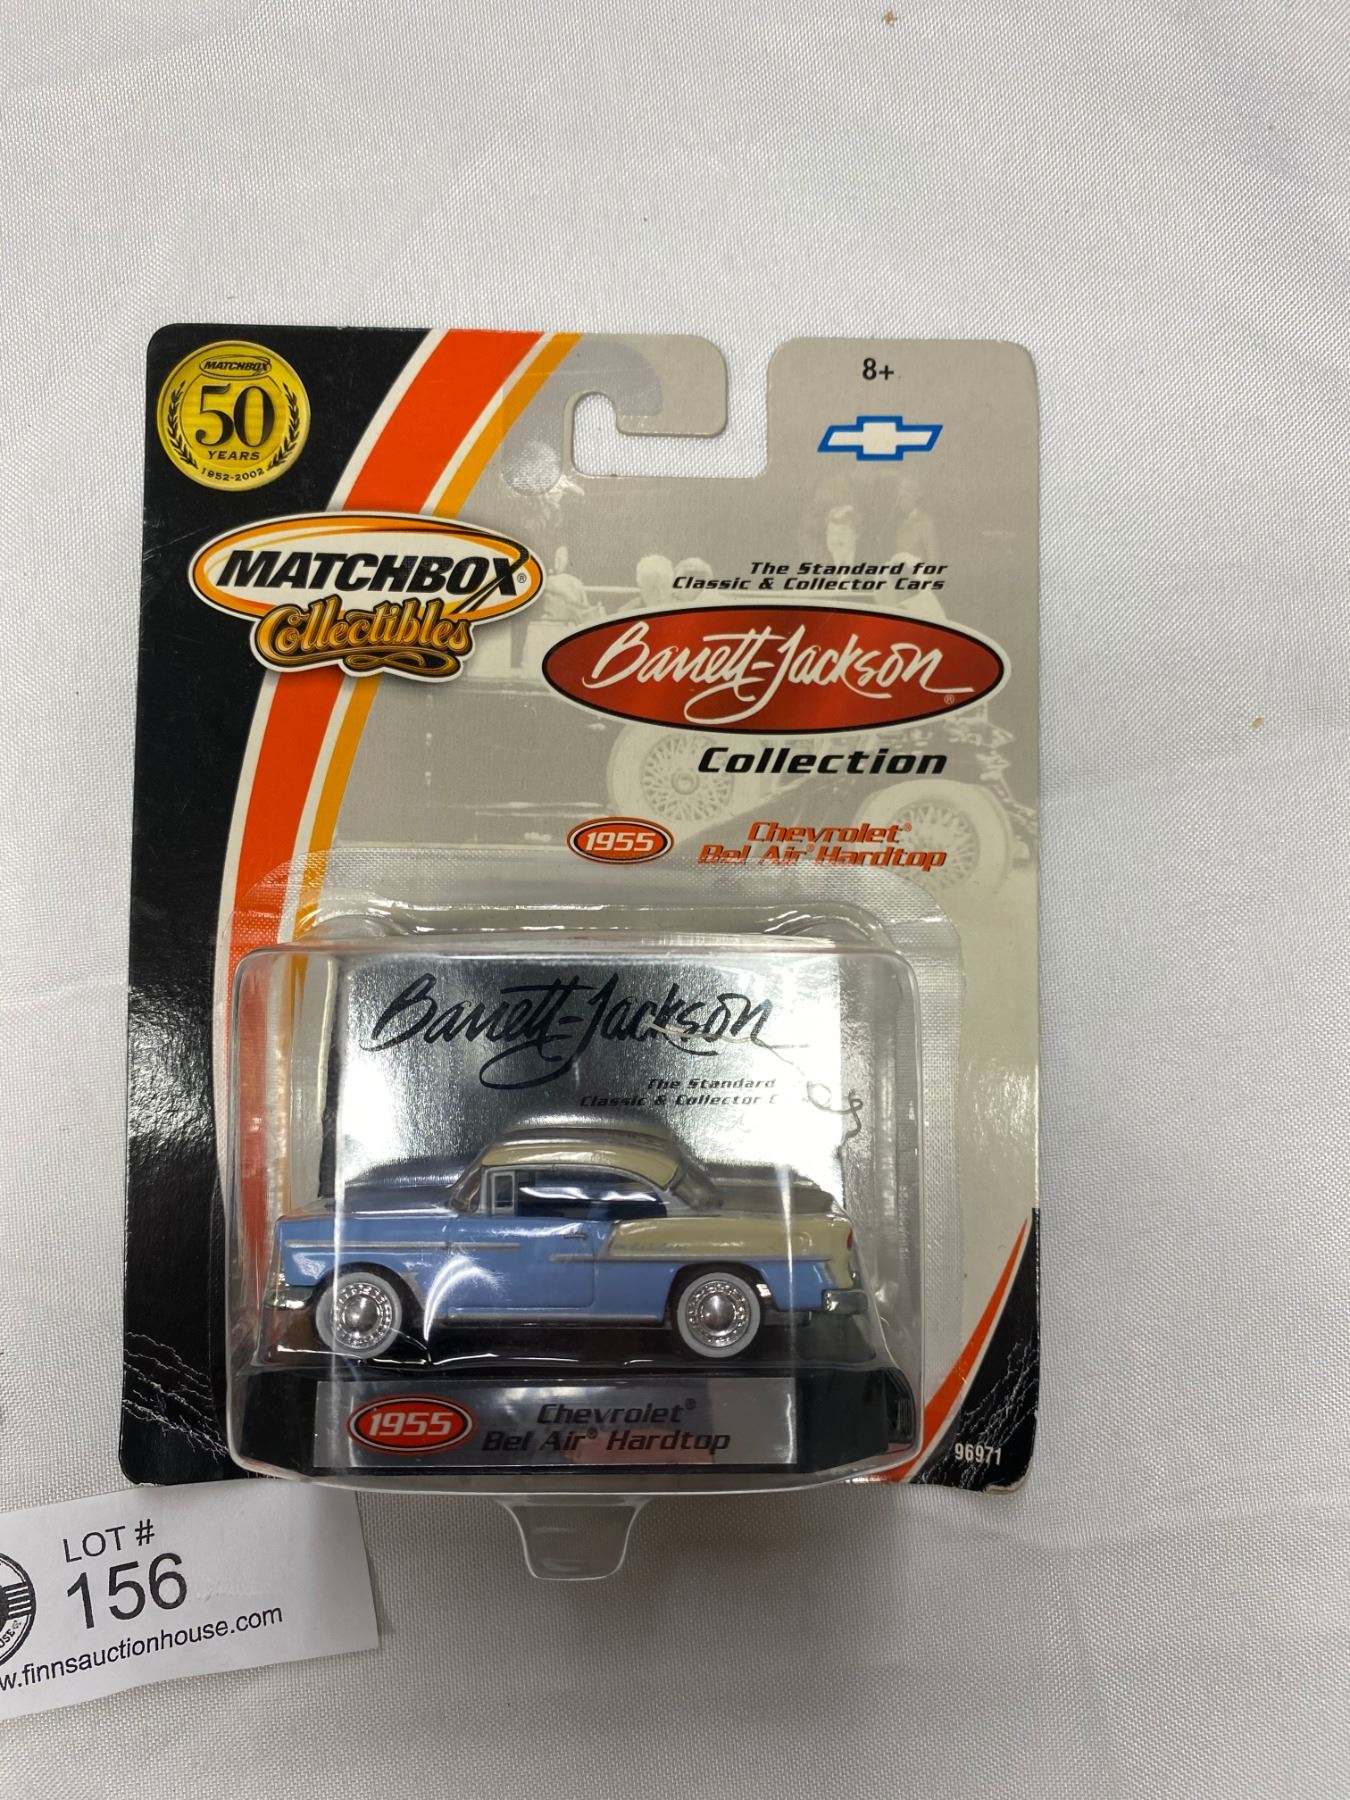 MATCHBOX
50
YEARS
1952-2002
8+
MATCHBOX®
Collectibles
The Standard for
Classic & Collector Cars
Barrett-Jackson®
Collection
1955
Chevrolet®
Bel Air® Hardtop
Barrett-Jackson
The Standard
Classic & Collector C
1955
Chevrolet®
Bel Air® Hardtop
96971
LOT #
156
w.finnsauctionhouse.com